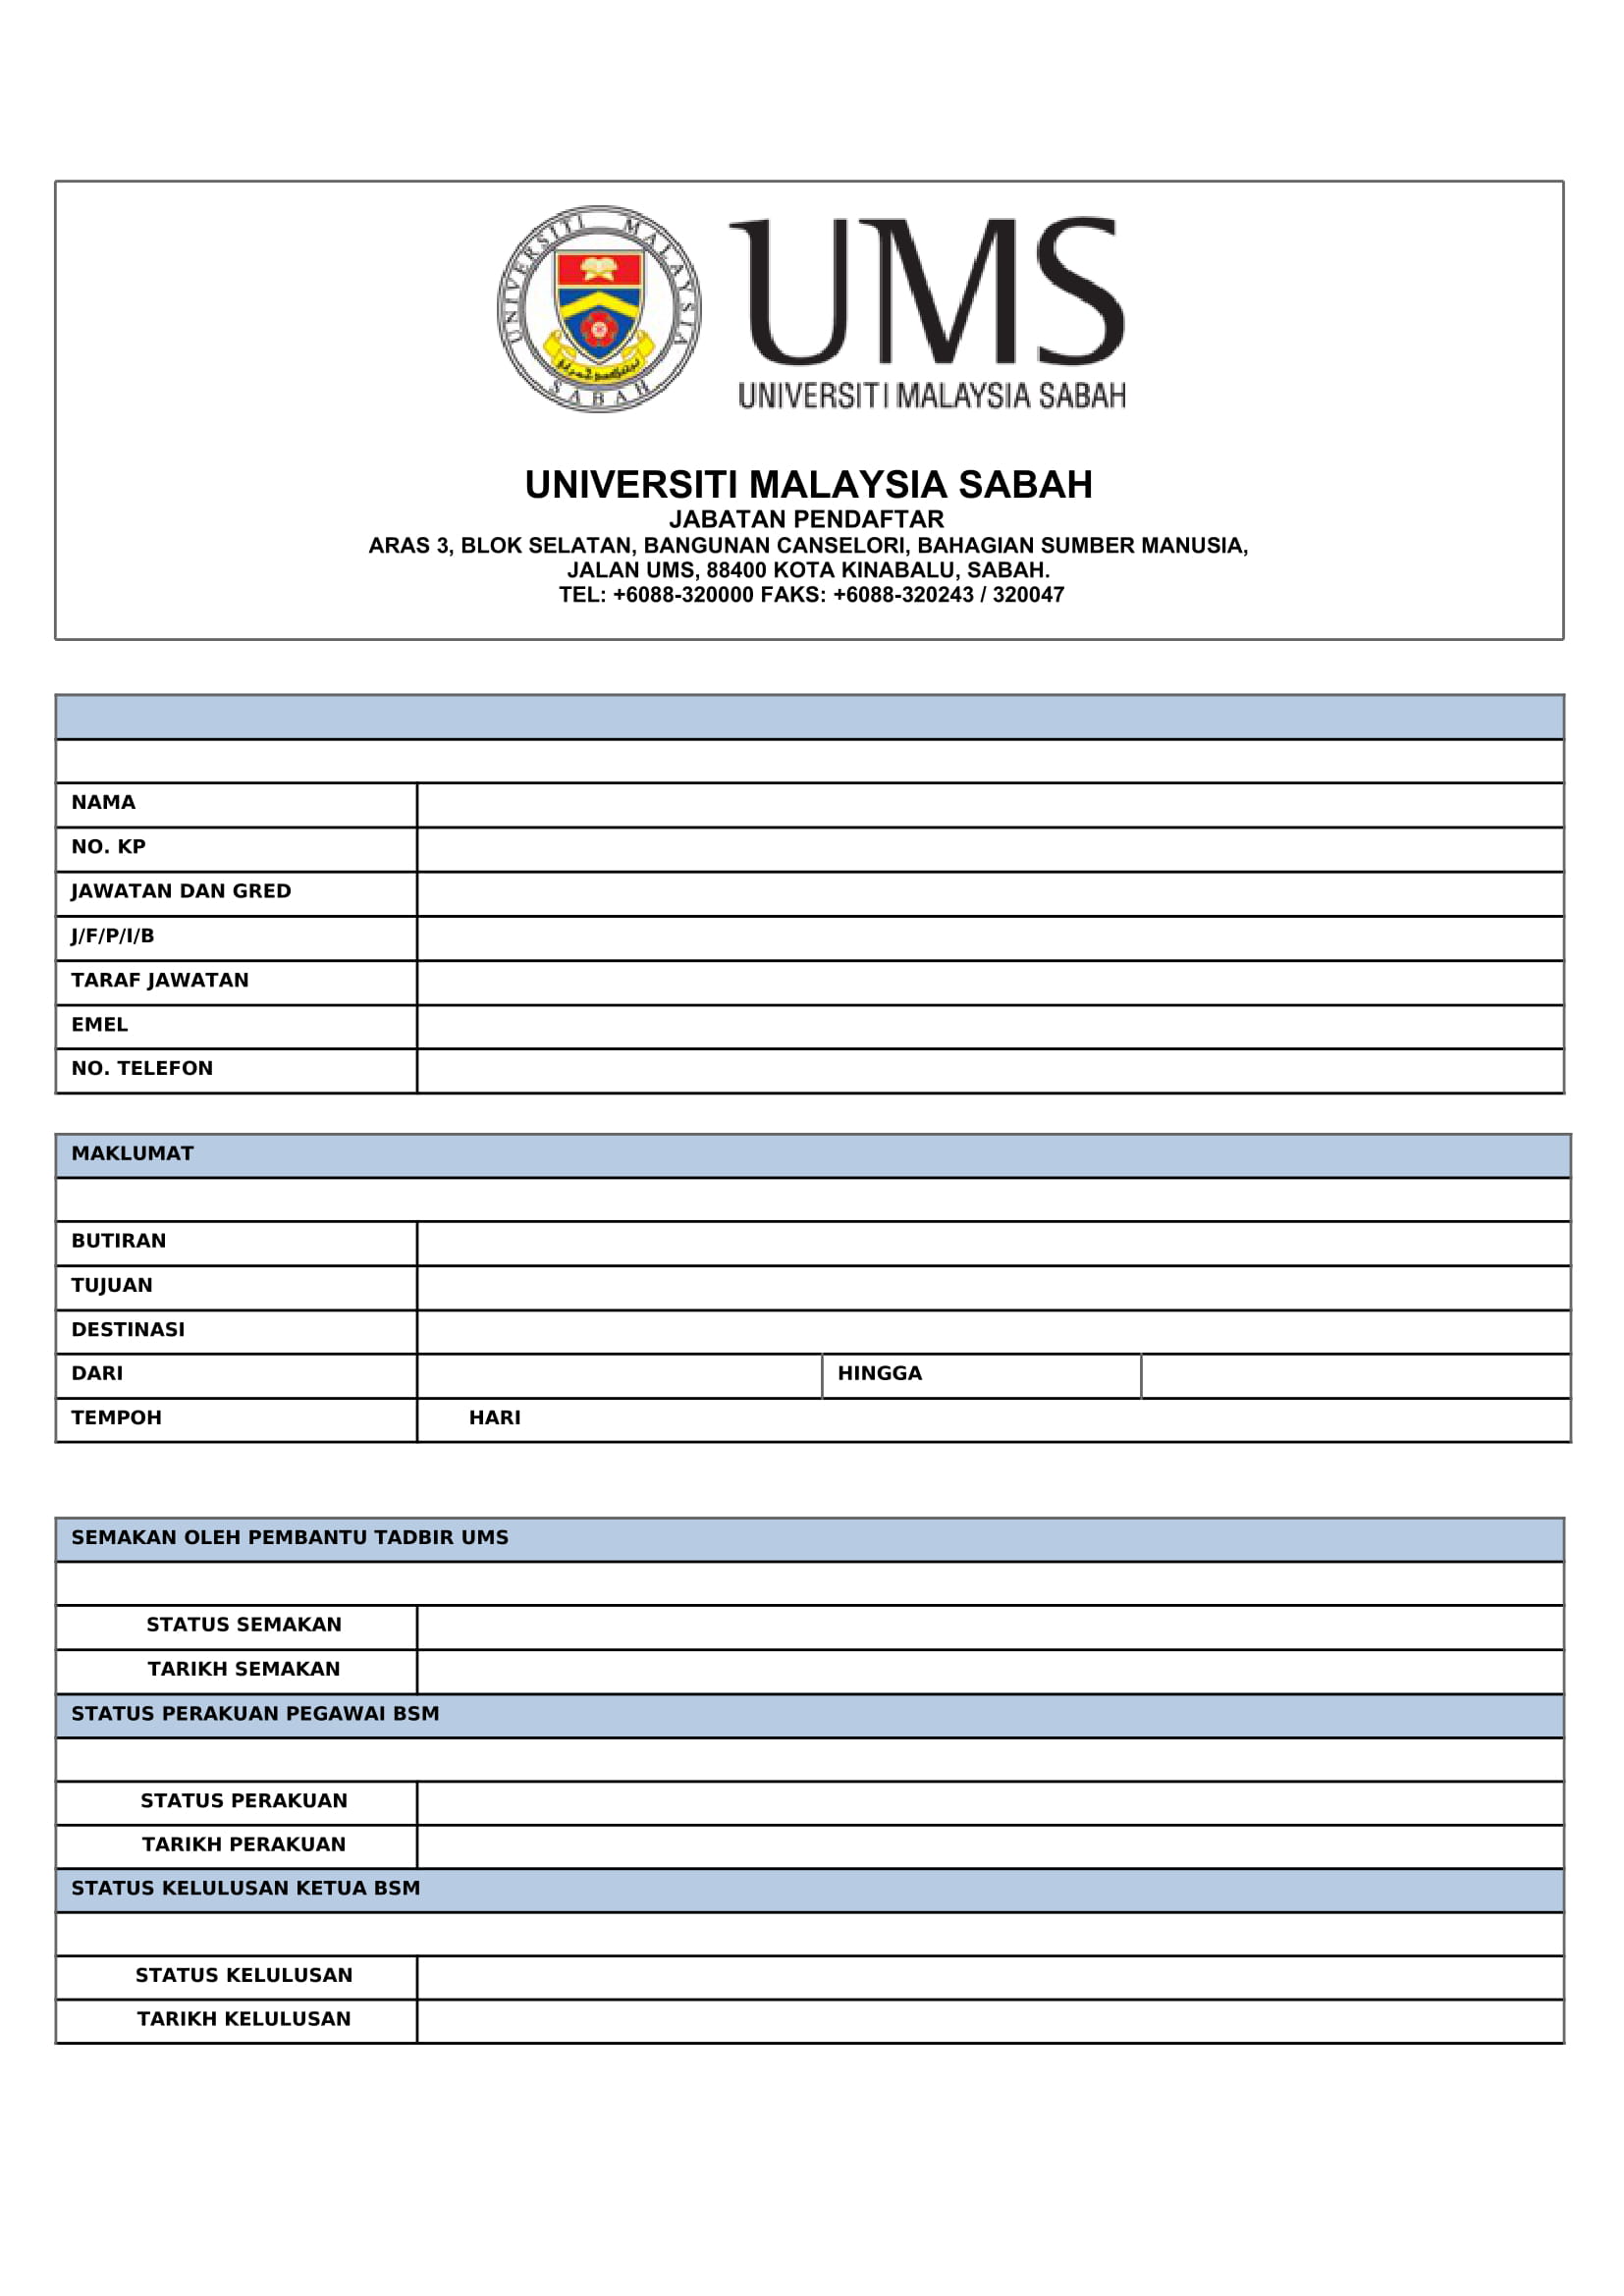 UNIVERSITI MALAYSIA SABAH
UMS
UNIVERSITI MALAYSIA SABAH
UNIVERSITI MALAYSIA SABAH
JABATAN PENDAFTAR
ARAS 3, BLOK SELATAN, BANGUNAN CANSELORI, BAHAGIAN SUMBER MANUSIA,
JALAN UMS, 88400 KOTA KINABALU, SABAH.
TEL: +6088-320000 FAKS: +6088-320243 / 320047
NAMA
NO. KP
JAWATAN DAN GRED
J/F/P/I/B
TARAF JAWATAN
EMEL
NO. TELEFON
MAKLUMAT
BUTIRAN
TUJUAN
DESTINASI
DARI HINGGA
TEMPOH HARI
SEMAKAN OLEH PEMBANTU TADBIR UMS
STATUS SEMAKAN
TARIKH SEMAKAN
STATUS PERAKUAN PEGAWAI BSM
STATUS PERAKUAN
TARIKH PERAKUAN
STATUS KELULUSAN KETUA BSM
STATUS KELULUSAN
TARIKH KELULUSAN